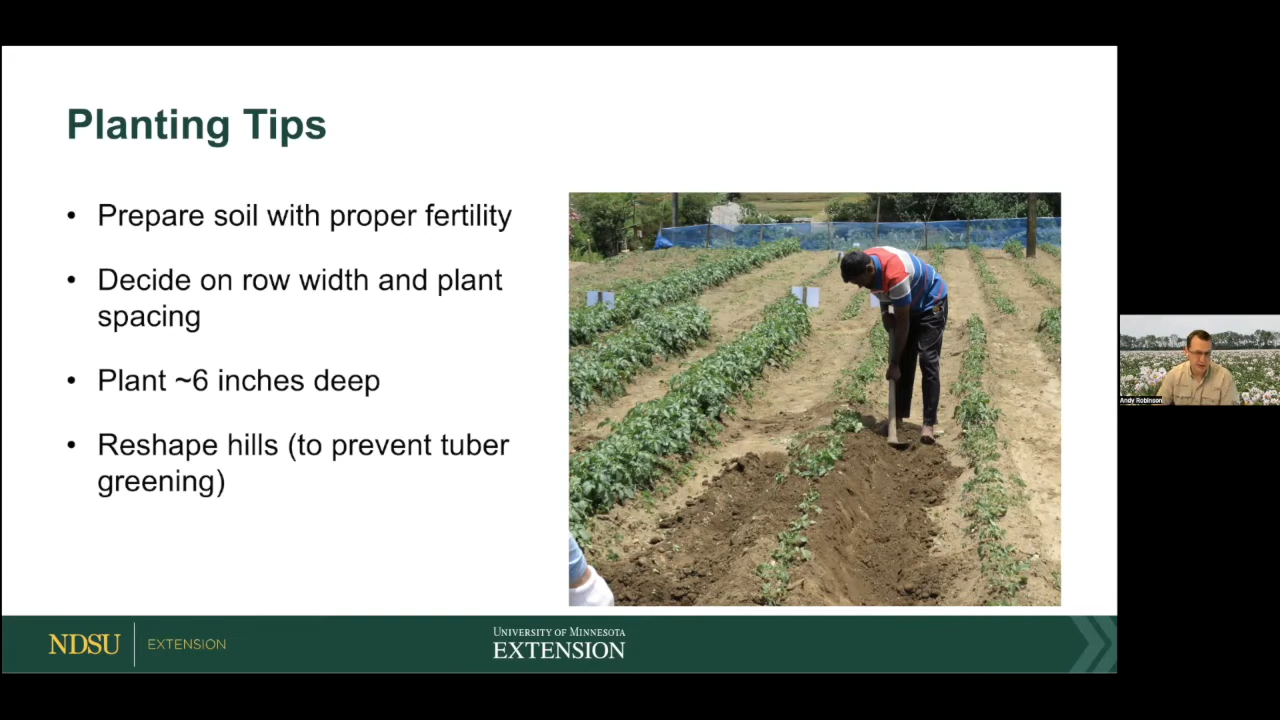 Planting Tips
• Prepare soil with proper fertility
• Decide on row width and plant
spacing
• Plant ~6 inches deep
• Reshape hills (to prevent tuber
greening)
Andy Robinson
NDSU EXTENSION
UNIVERSITY OF MINNESOTA
EXTENSION